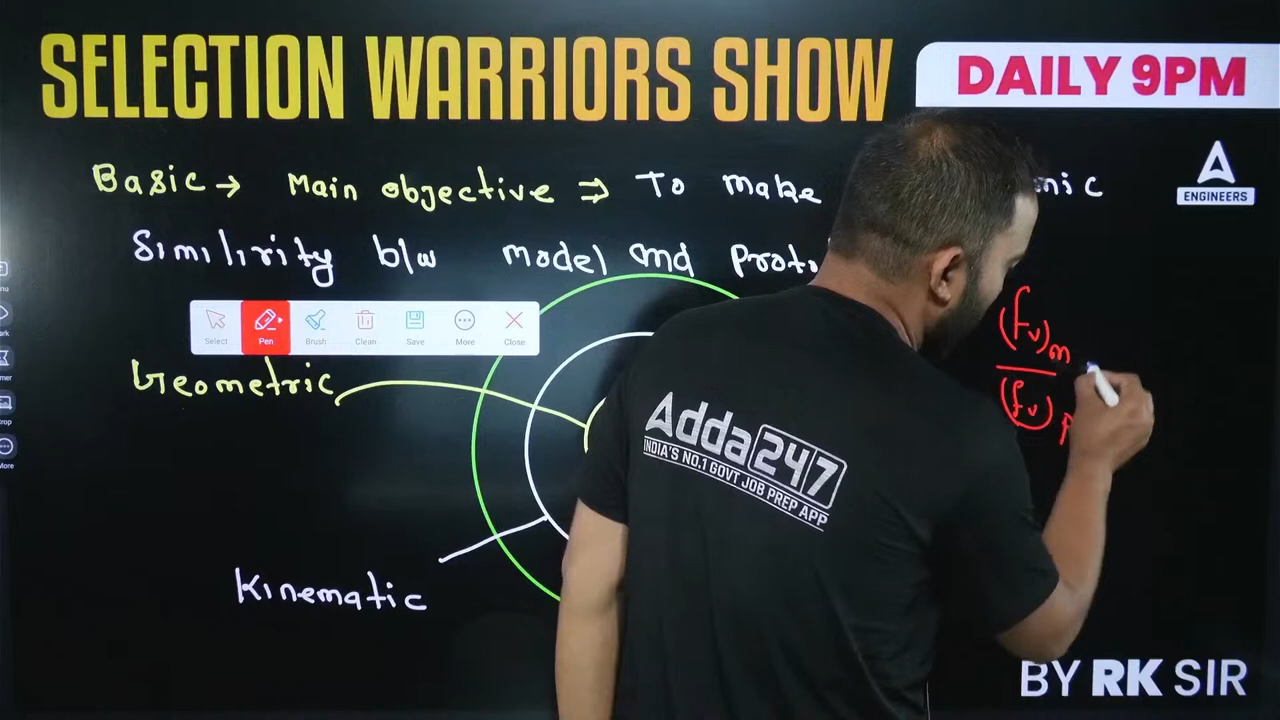 SELECTION WARRIORS SHOW
DAILY 9PM
Basic → Main objective ⇒ To make
Similirity b/w model and
ENGINEERS
Select Pen Brush Clean Save More Close
(Fv)m
(Fv)p
Geometric
Adda247
INDIA'S NO.1 GOVT JOB PREP APP
Kinematic
BY RK SIR